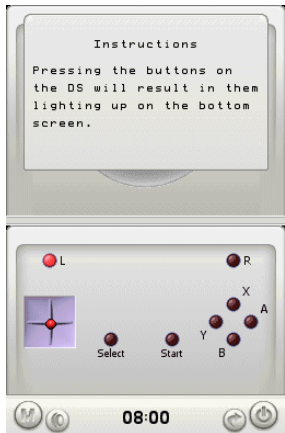 Instructions
Pressing the buttons on
the DS will result in them
lighting up on the bottom
screen.
L
R
X
A
Y
B
Select
Start
M
08:00